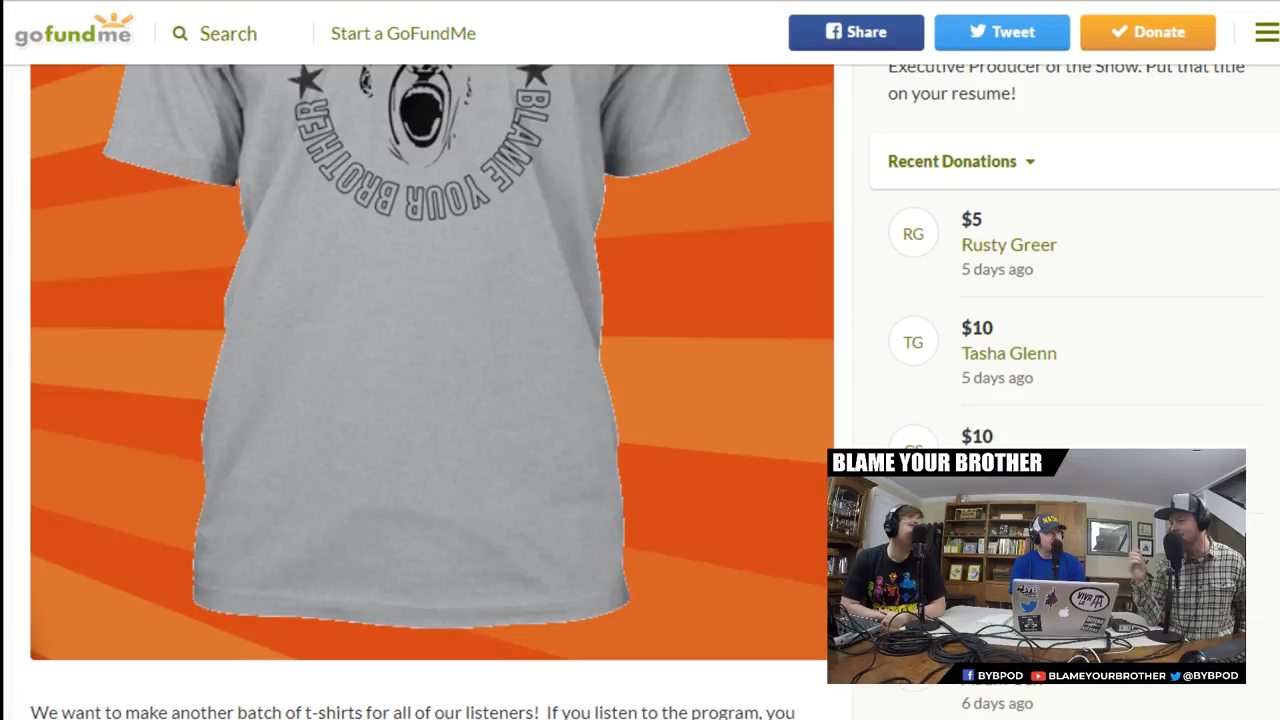 gofundme
Search
Start a GoFundMe
Share
Tweet
Donate
BLAME YOUR BROTHER
Executive Producer of the Show. Put that title
on your resume!
Recent Donations
RG
$5
Rusty Greer
5 days ago
TG
$10
Tasha Glenn
5 days ago
$10
BLAME YOUR BROTHER
VIVA
BYBPOD
BLAMEYOURBROTHER
@BYBPOD
6 days ago
We want to make another batch of t-shirts for all of our listeners! If you listen to the program, you